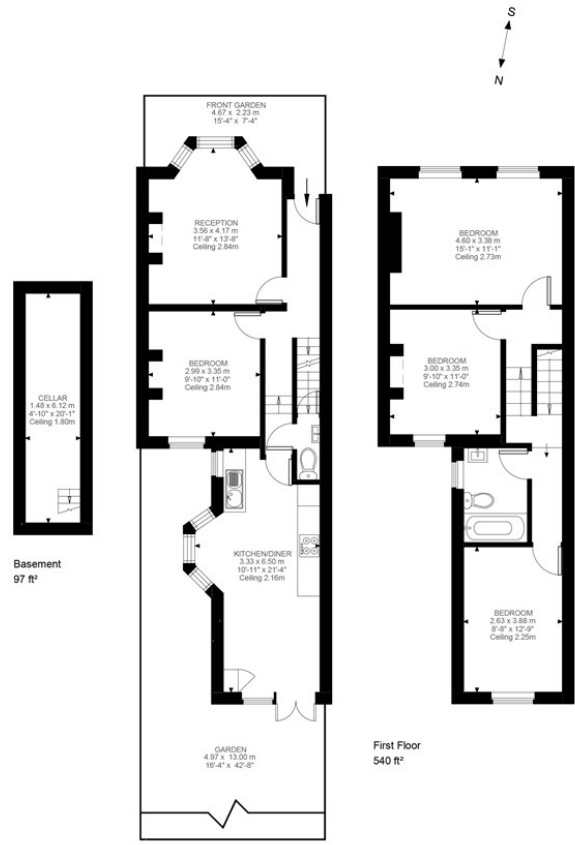 S
N
FRONT GARDEN
4.67 x 2.23 m
15'-4" x 7'-4"
RECEPTION
3.56 x 4.17 m
11'-8" x 13'-8"
Ceiling 2.84m
BEDROOM
4.60 x 3.38 m
15'-1" x 11'-1"
Ceiling 2.73m
BEDROOM
2.99 x 3.35 m
9'-10" x 11'-0"
Ceiling 2.84m
BEDROOM
3.00 x 3.35 m
9'-10" x 11'-0"
Ceiling 2.74m
CELLAR
1.48 x 6.12 m
4'-10" x 20'-1"
Ceiling 1.80m
KITCHEN/DINER
3.33 x 6.50 m
10'-11" x 21'-4"
Ceiling 2.16m
Basement
97 ft²
BEDROOM
2.63 x 3.88 m
8'-8" x 12'-9"
Ceiling 2.25m
GARDEN
4.97 x 13.00 m
16'-4" x 42'-8"
First Floor
540 ft²